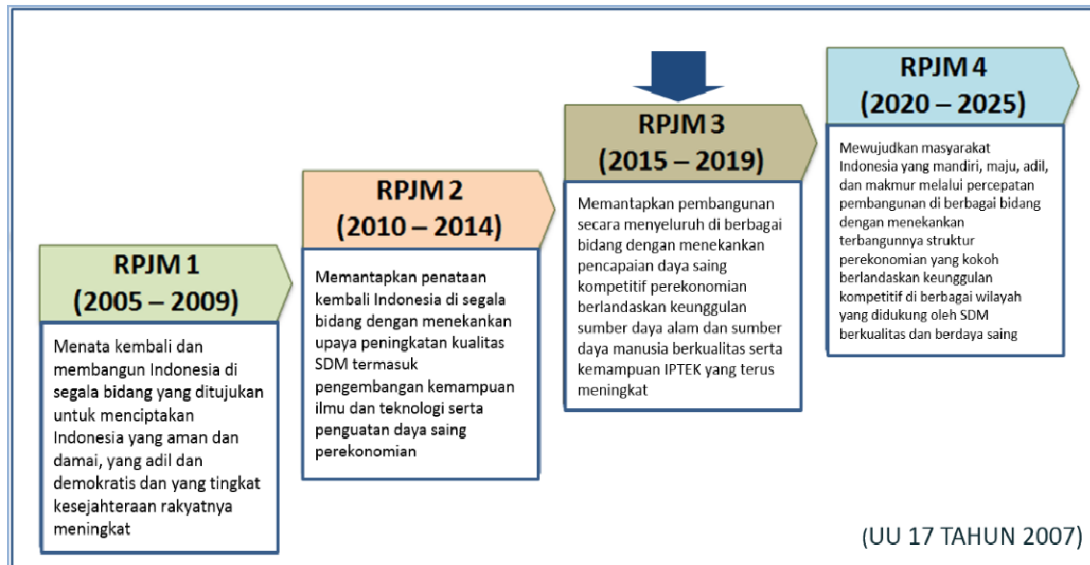 RPJM 1
(2005 – 2009)
Menata kembali dan
membangun Indonesia di
segala bidang yang ditujukan
untuk menciptakan
Indonesia yang aman dan
damai, yang adil dan
demokratis dan yang tingkat
kesejahteraan rakyatnya
meningkat
RPJM 2
(2010 – 2014)
Memantapkan penataan
kembali Indonesia di segala
bidang dengan menekankan
upaya peningkatan kualitas
SDM termasuk
pengembangan kemampuan
ilmu dan teknologi serta
penguatan daya saing
perekonomian
RPJM 3
(2015 – 2019)
Memantapkan pembangunan
secara menyeluruh di berbagai
bidang dengan menekankan
pencapaian daya saing
kompetitif perekonomian
berlandaskan keunggulan
sumber daya alam dan sumber
daya manusia berkualitas serta
kemampuan IPTEK yang terus
meningkat
RPJM 4
(2020 – 2025)
Mewujudkan masyarakat
Indonesia yang mandiri, maju, adil,
dan makmur melalui percepatan
pembangunan di berbagai bidang
dengan menekankan
terbangunnya struktur
perekonomian yang kokoh
berlandaskan keunggulan
kompetitif di berbagai wilayah
yang didukung oleh SDM
berkualitas dan berdaya saing
(UU 17 TAHUN 2007)